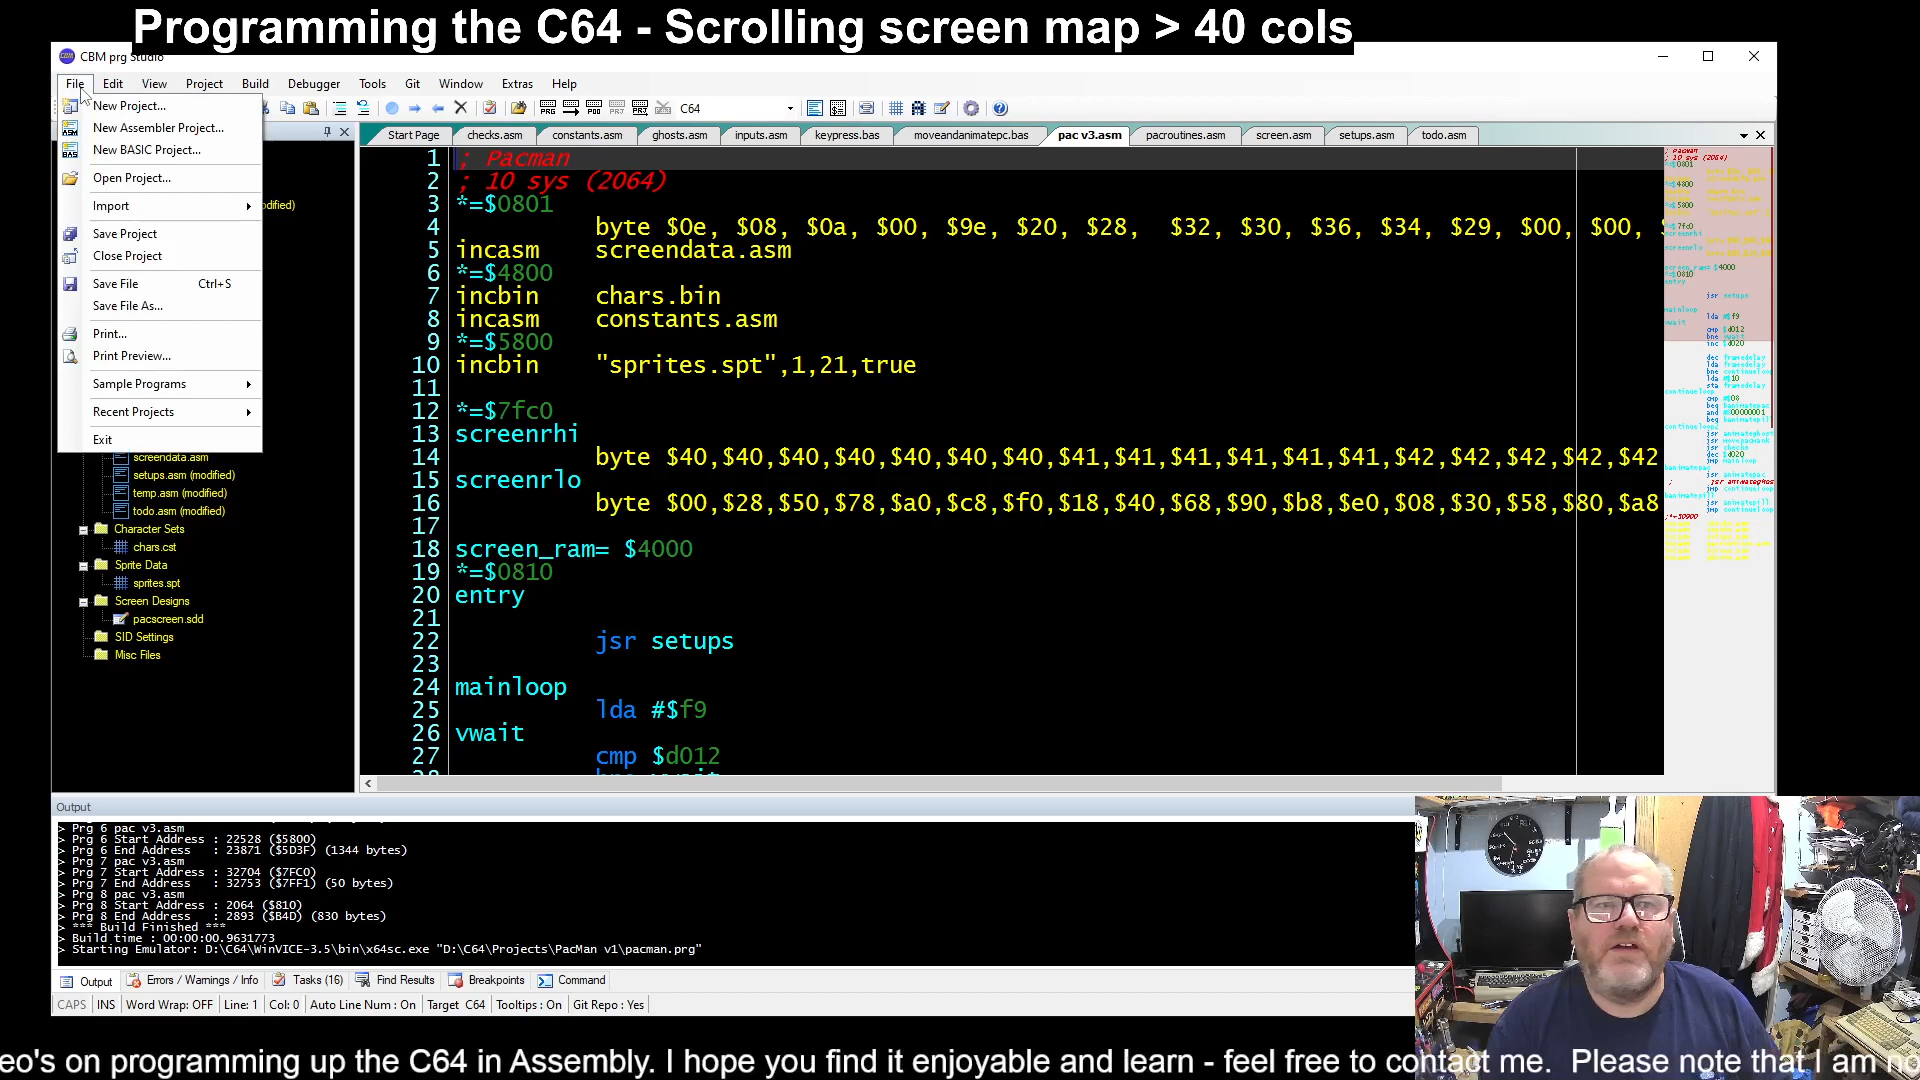 Programming the C64 - Scrolling screen map > 40 cols
CBM prg Studio
File Edit View Project Build Debugger Tools Git Project Window Extras Help
C64
Start Page checks.asm constants.asm ghosts.asm inputs.asm keypress.bas moveandanimatepc.bas pac v3.asm pacroutines.asm screen.asm setups.asm todo.asm
New Project...
New Assembler Project...
New BASIC Project...
Open Project...
Import
Save Project
Close Project
Save File Ctrl+S
Save File As...
Print...
Print Preview...
Sample Programs
Recent Projects
Exit
screendata.asm
setups.asm (modified)
temp.asm (modified)
todo.asm (modified)
Character Sets
chars.cst
Sprite Data
sprites.spt
Screen Designs
pacscreen.sdd
SID Settings
Misc Files
1 ; Pacman
2 ; 10 sys (2064)
3 *=$0801
4 byte $0e, $08, $0a, $00, $9e, $20, $28, $32, $30, $36, $34, $29, $00, $00,
5 incasm screendata.asm
6 *=$4800
7 incbin chars.bin
8 incasm constants.asm
9 *=$5800
10 incbin "sprites.spt",1,21,true
11
12 *=$7fc0
13 screenrhi
14 byte $40,$40,$40,$40,$40,$40,$40,$41,$41,$41,$41,$41,$41,$42,$42,$42,$42,$42
15 screenrlo
16 byte $00,$28,$50,$78,$a0,$c8,$f0,$18,$40,$68,$90,$b8,$e0,$08,$30,$58,$80,$a8
17
18 screen_ram= $4000
19 *=$0810
20 entry
21
22 jsr setups
23
24 mainloop
25 lda #$f9
26 vwait
27 cmp $d012
Output
> Prg 6 pac v3.asm
> Prg 6 Start Address : 22528 ($5800)
> Prg 6 End Address : 23871 ($5D3F) (1344 bytes)
> Prg 7 pac v3.asm
> Prg 7 Start Address : 32704 ($7FC0)
> Prg 7 End Address : 32753 ($7FF1) (50 bytes)
> Prg 8 pac v3.asm
> Prg 8 Start Address : 2064 ($810)
> Prg 8 End Address : 2893 ($B4D) (830 bytes)
> *** Build Finished ***
> Build time : 00:00:00.9631773
> Starting Emulator: D:\C64\WinVICE-3.5\bin\x64sc.exe "D:\C64\Projects\PacMan v1\pacman.prg"
Output Errors / Warnings / Info Tasks (16) Find Results Breakpoints Command
CAPS INS Word Wrap: OFF Line: 1 Col: 0 Auto Line Num : On Target C64 Tooltips : On Git Repo : Yes
eo's on programming up the C64 in Assembly. I hope you find it enjoyable and learn - feel free to contact me. Please note that I am no